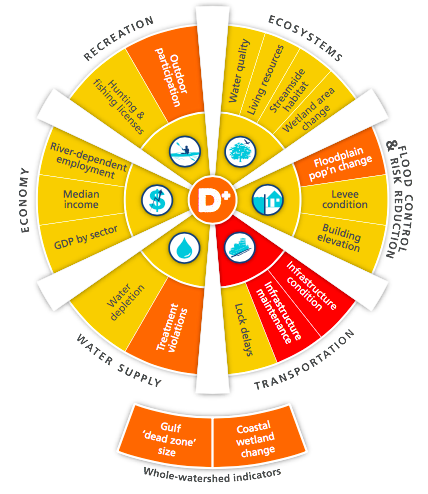 RECREATION
Outdoor
participation
Hunting &
fishing licenses
ECOSYSTEMS
Water quality
Living resources
Streamside
habitat
Wetland area
change
FLOOD CONTROL
& RISK REDUCTION
Floodplain
pop'n change
Levee
condition
Building
elevation
TRANSPORTATION
Infrastructure
condition
Infrastructure
maintenance
Lock delays
WATER SUPPLY
Treatment
violations
Water
depletion
ECONOMY
GDP by sector
Median
income
River-dependent
employment
$
D+
Gulf
'dead zone'
size
Coastal
wetland
change
Whole-watershed indicators